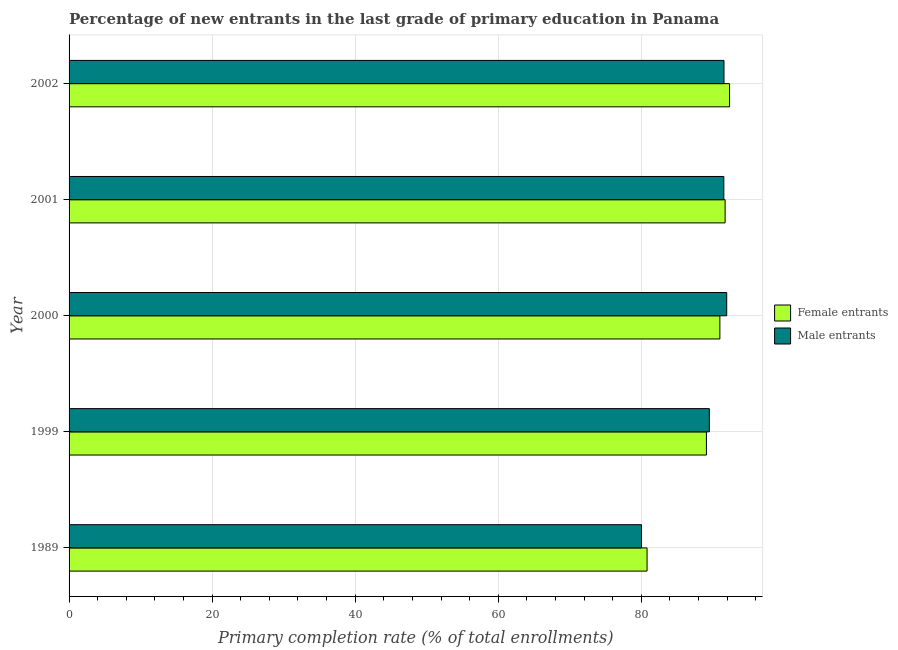 Percentage of new entrants in the last grade of primary education in Panama
2002
2001
2000
1999
1989
Year
0
20
40
60
80
Primary completion rate (% of total enrollments)
Female entrants
Male entrants